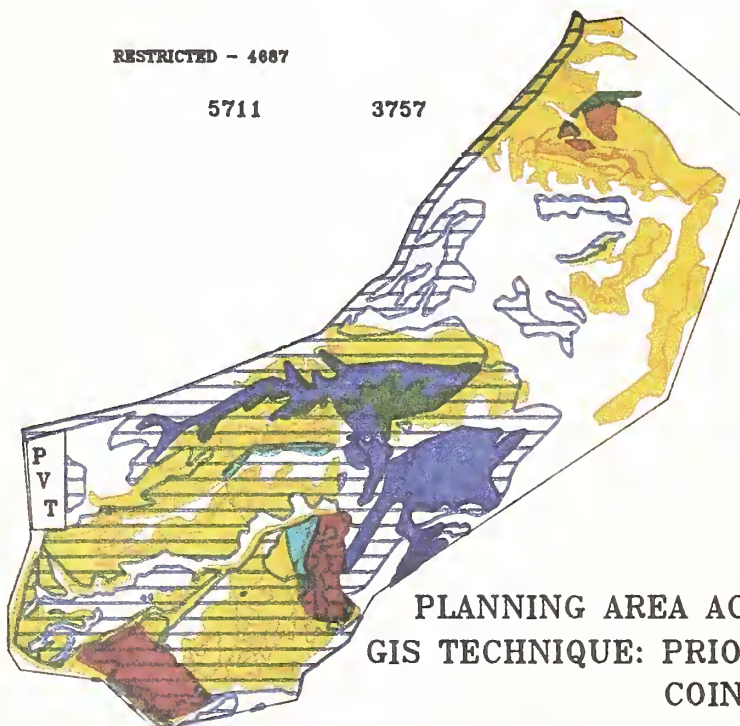 RESTRICTED - 4687
5711 3757
P
V
T
PLANNING AREA AC
GIS TECHNIQUE: PRIO
COIN